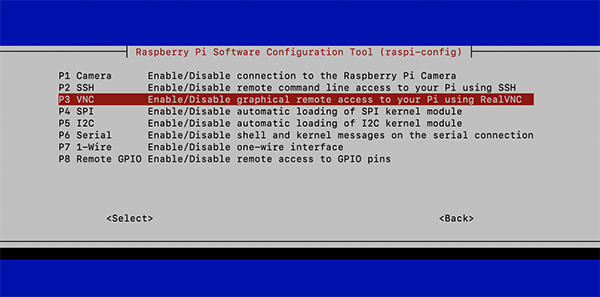 Raspberry Pi Software Configuration Tool (raspi-config)
P1 Camera Enable/Disable connection to the Raspberry Pi Camera
P2 SSH Enable/Disable remote command line access to your Pi using SSH
P3 VNC Enable/Disable graphical remote access to your Pi using RealVNC
P4 SPI Enable/Disable automatic loading of SPI kernel module
P5 I2C Enable/Disable automatic loading of I2C kernel module
P6 Serial Enable/Disable shell and kernel messages on the serial connection
P7 1-Wire Enable/Disable one-wire interface
P8 Remote GPIO Enable/Disable remote access to GPIO pins
<Select> <Back>